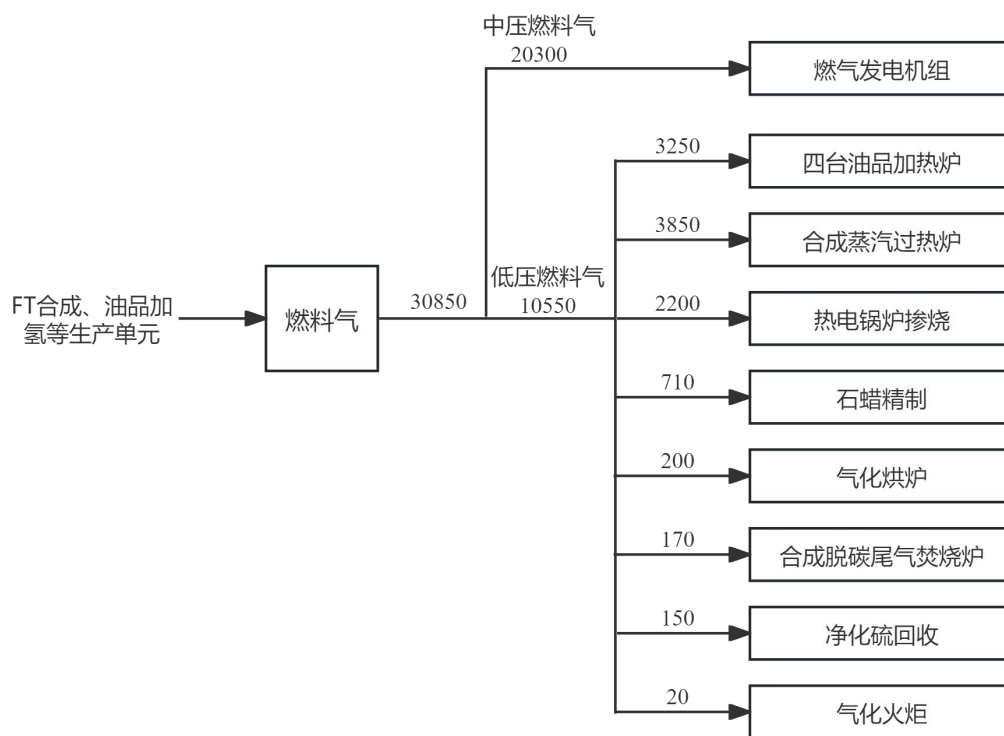 中压燃料气
20300
燃气发电机组
3250
四台油品加热炉
3850
合成蒸汽过热炉
FT合成、油品加
氢等生产单元
燃料气
30850
低压燃料气
10550
2200
热电锅炉掺烧
710
石蜡精制
200
气化烘炉
170
合成脱碳尾气焚烧炉
150
净化硫回收
20
气化火炬